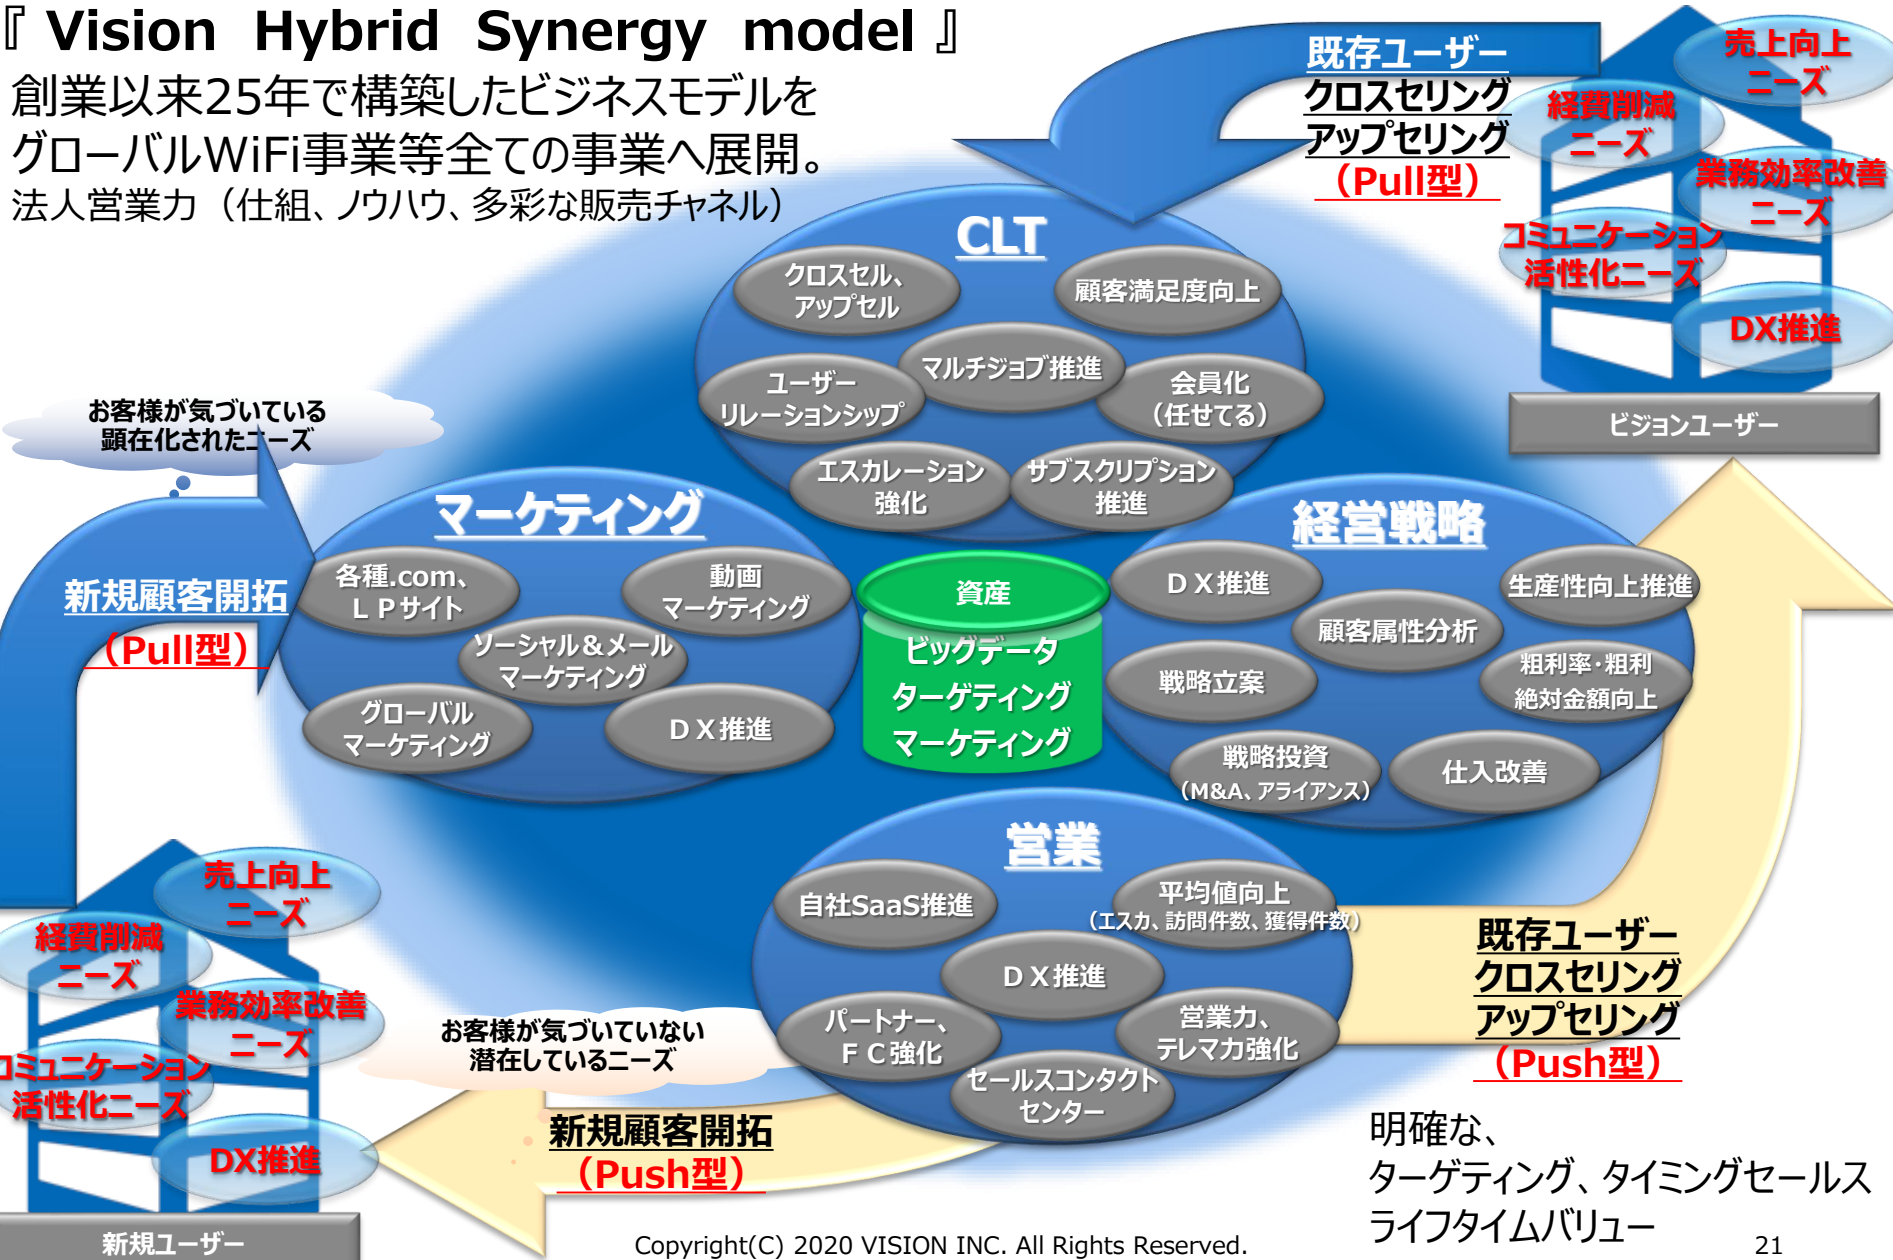 『 Vision Hybrid Synergy model 』
創業以来25年で構築したビジネスモデルを
グローバルWiFi事業等全ての事業へ展開。
法人営業力（仕組、ノウハウ、多彩な販売チャネル）
既存ユーザー
クロスセリング
アップセリング
（Pull型）
売上向上
ニーズ
経費削減
ニーズ
業務効率改善
ニーズ
コミュニケーション
活性化ニーズ
DX推進
ビジョンユーザー
CLT
クロスセル、
アップセル
顧客満足度向上
マルチジョブ推進
ユーザー
リレーションシップ
会員化
（任せてる）
エスカレーション
強化
サブスクリプション
推進
お客様が気づいている
顕在化されたニーズ
新規顧客開拓
（Pull型）
マーケティング
各種.com、
ＬＰサイト
動画
マーケティング
ソーシャル＆メール
マーケティング
グローバル
マーケティング
ＤＸ推進
資産
ビッグデータ
ターゲティング
マーケティング
経営戦略
ＤＸ推進
生産性向上推進
顧客属性分析
戦略立案
粗利率・粗利
絶対金額向上
戦略投資
（M&A、アライアンス）
仕入改善
営業
自社SaaS推進
平均値向上
（エスカ、訪問件数、獲得件数）
ＤＸ推進
パートナー、
ＦＣ強化
営業力、
テレマ力強化
セールスコンタクト
センター
既存ユーザー
クロスセリング
アップセリング
（Push型）
お客様が気づいていない
潜在しているニーズ
新規顧客開拓
（Push型）
売上向上
ニーズ
経費削減
ニーズ
業務効率改善
ニーズ
コミュニケーション
活性化ニーズ
DX推進
新規ユーザー
明確な、
ターゲティング、タイミングセールス
ライフタイムバリュー
Copyright(C) 2020 VISION INC. All Rights Reserved.
21